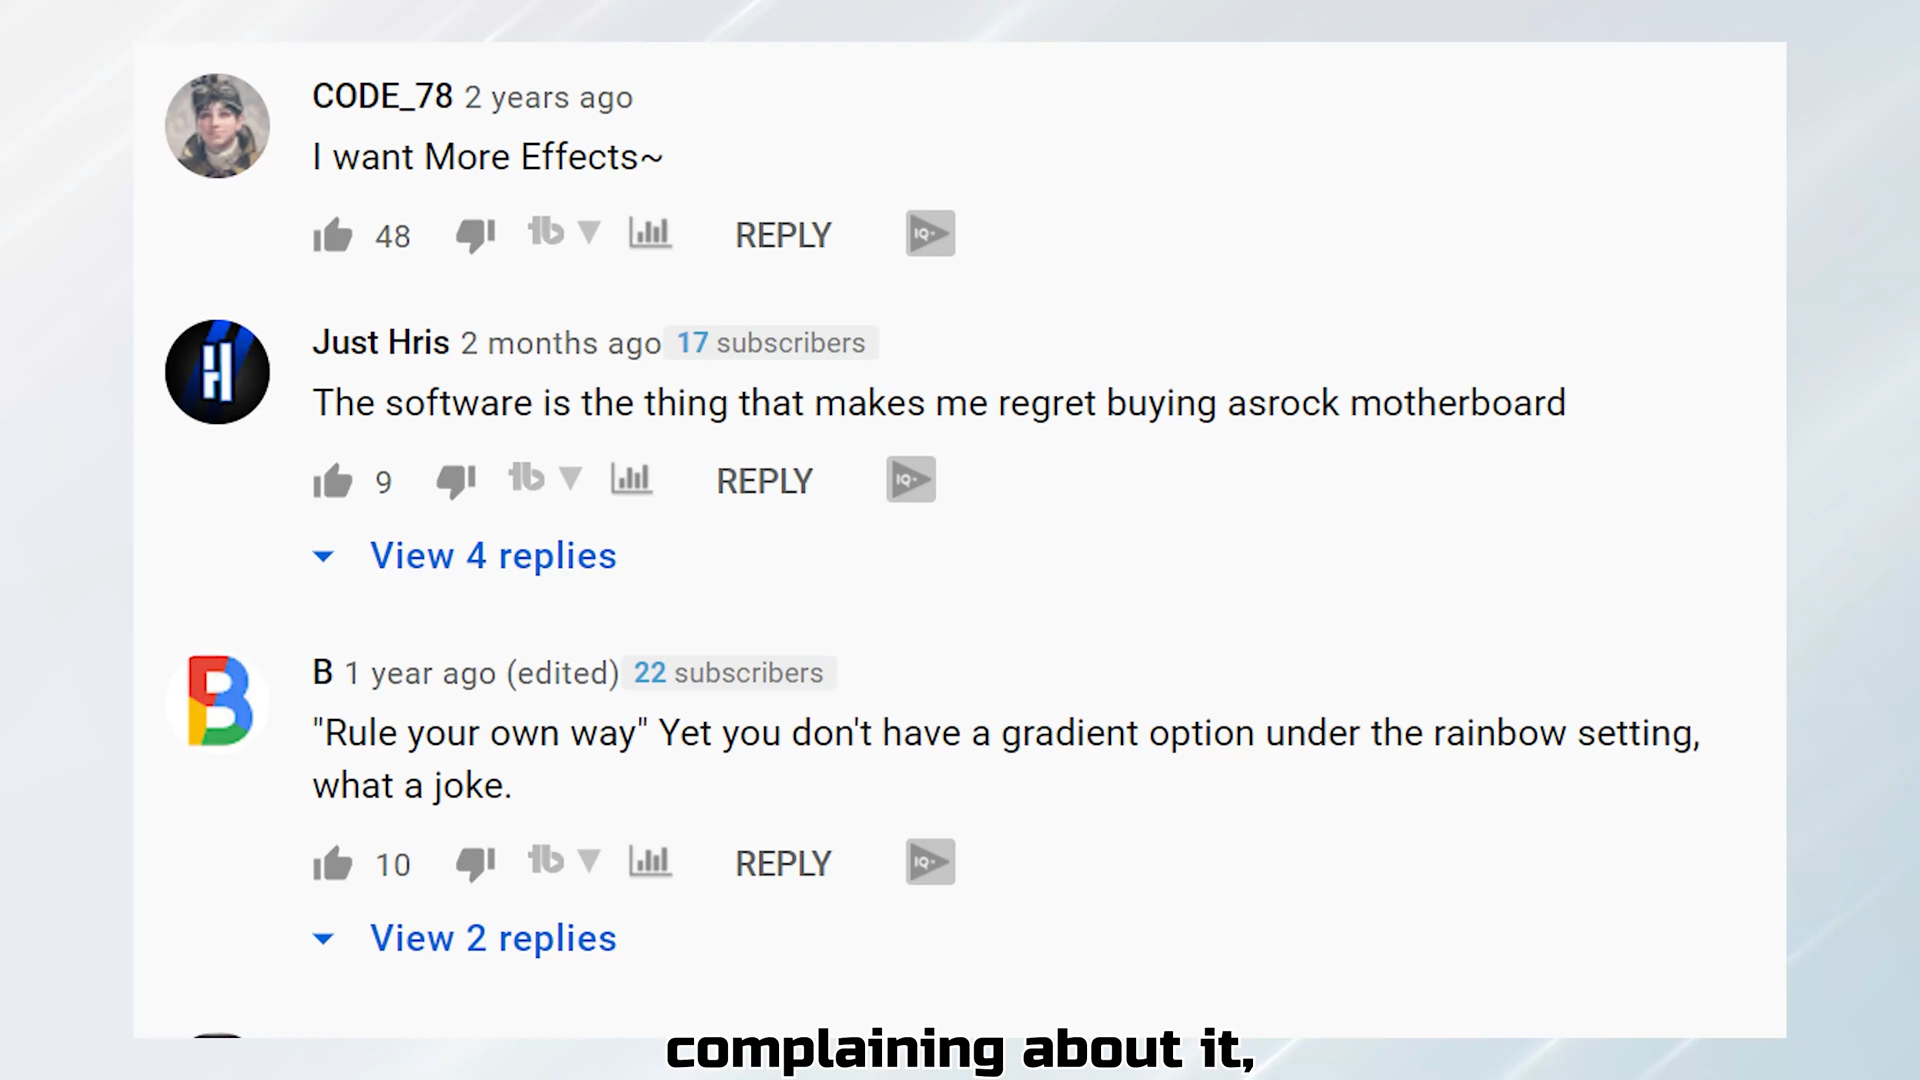 CODE_78 2 years ago
I want More Effects~
48 REPLY
Just Hris 2 months ago 17 subscribers
The software is the thing that makes me regret buying asrock motherboard
9 REPLY
View 4 replies
B 1 year ago (edited) 22 subscribers
"Rule your own way" Yet you don't have a gradient option under the rainbow setting,
what a joke.
10 REPLY
View 2 replies
complaining about it,